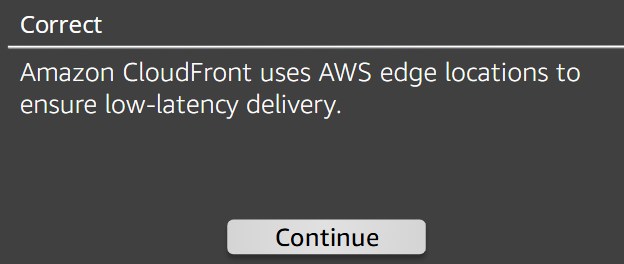 Correct
Amazon CloudFront uses AWS edge locations to
ensure low-latency delivery.
Continue